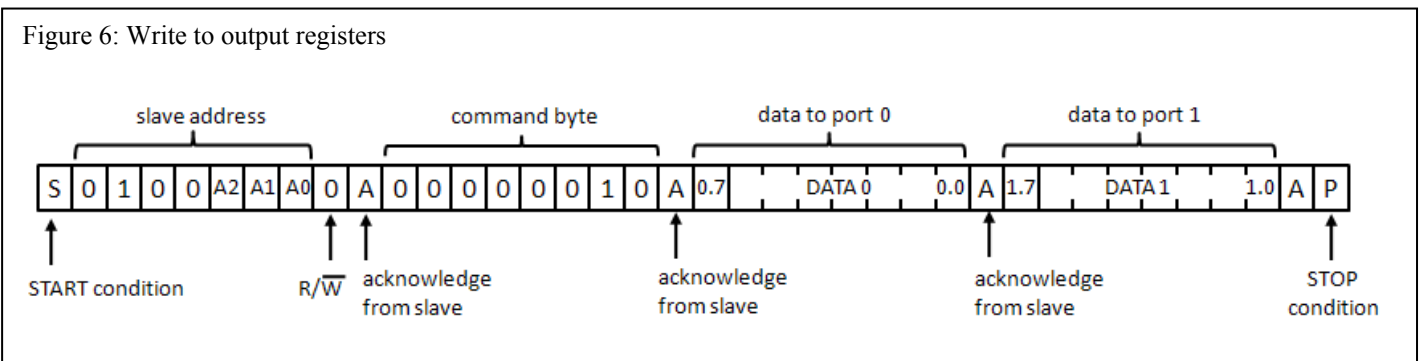 Figure 6: Write to output registers
slave address command byte data to port 0 data to port 1
S 0 1 0 0 A2 A1 A0 0 A 0 0 0 0 0 0 1 0 A 0.7 DATA 0 0.0 A 1.7 DATA 1 1.0 A P
START condition R/W̅ acknowledge from slave acknowledge from slave acknowledge from slave STOP condition